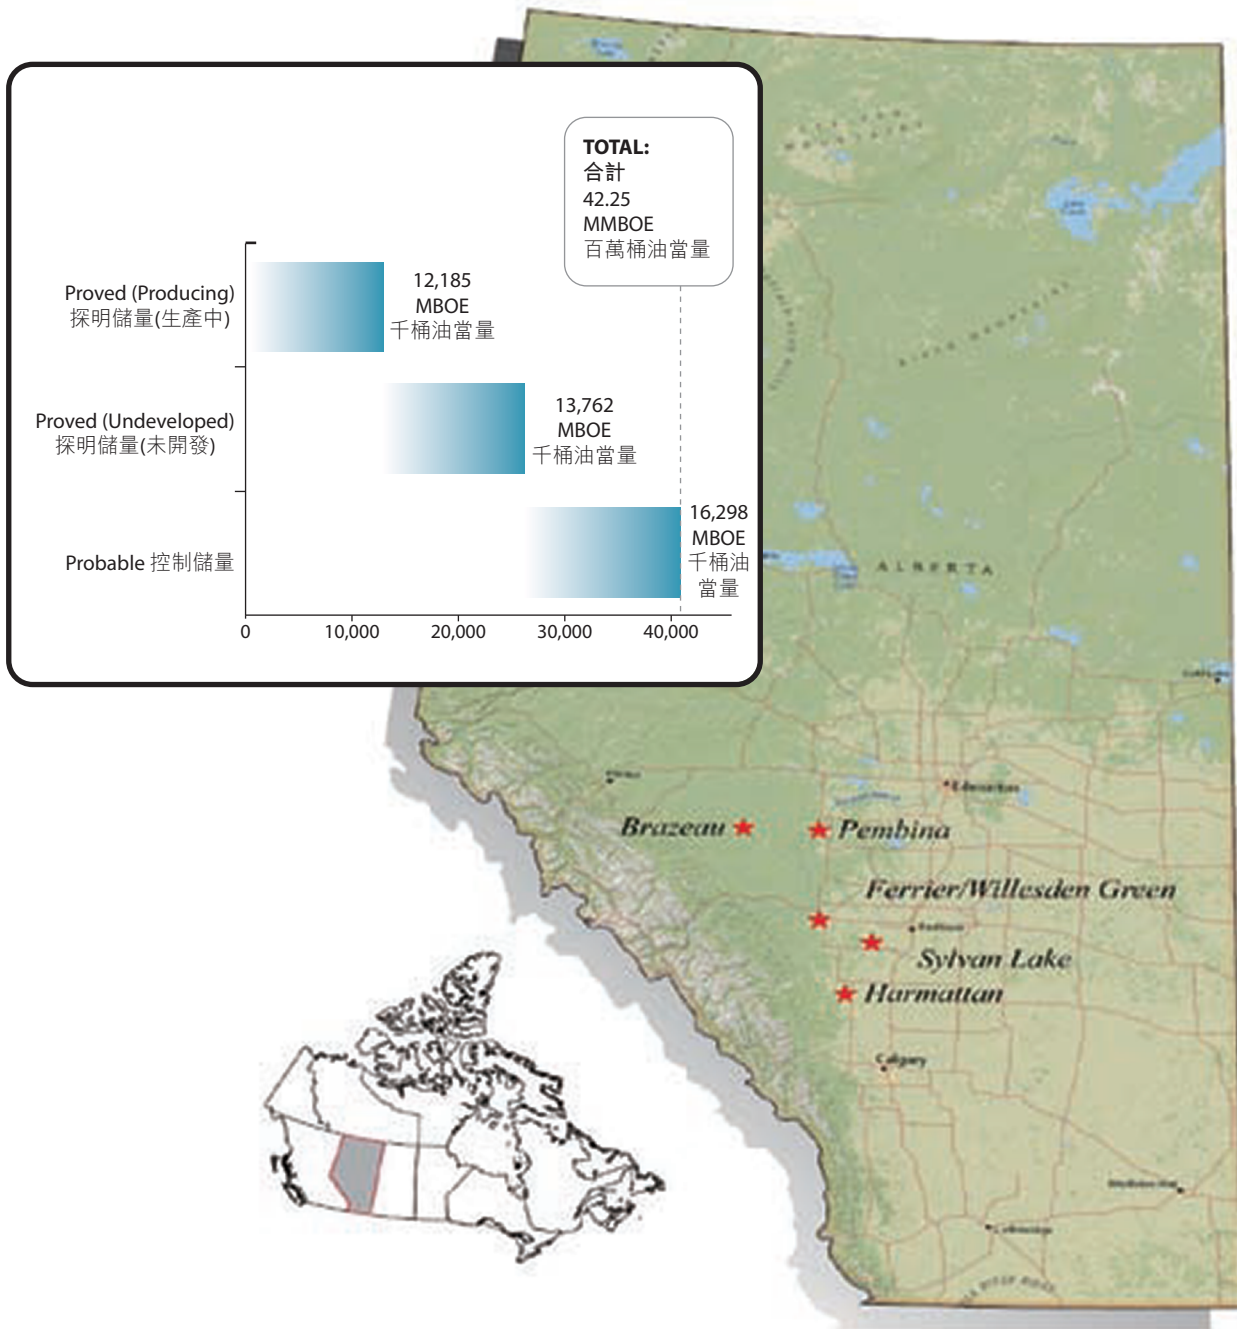 TOTAL:
合計
42.25
MMBOE
百萬桶油當量
Proved (Producing)
探明儲量(生產中)
12,185
MBOE
千桶油當量
Proved (Undeveloped)
探明儲量(未開發)
13,762
MBOE
千桶油當量
Probable 控制儲量
16,298
MBOE
千桶油
當量
0
10,000
20,000
30,000
40,000
ALBERTA
Edmonton
Brazeau
Pembina
Ferrier/Willesden Green
Sylvan Lake
Harmattan
Calgary